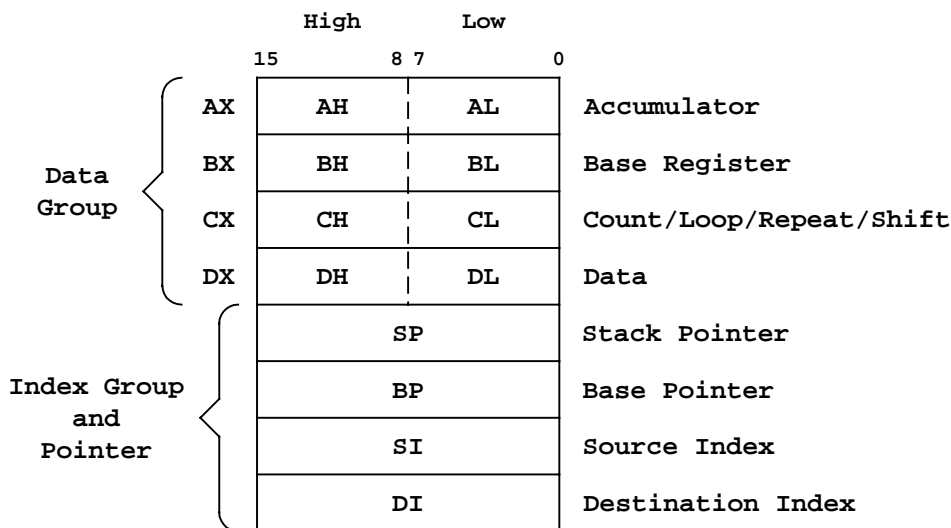 High Low
15 8 7 0
AX AH AL Accumulator
BX BH BL Base Register
Data
Group
CX CH CL Count/Loop/Repeat/Shift
DX DH DL Data
SP Stack Pointer
BP Base Pointer
Index Group
and
Pointer
SI Source Index
DI Destination Index